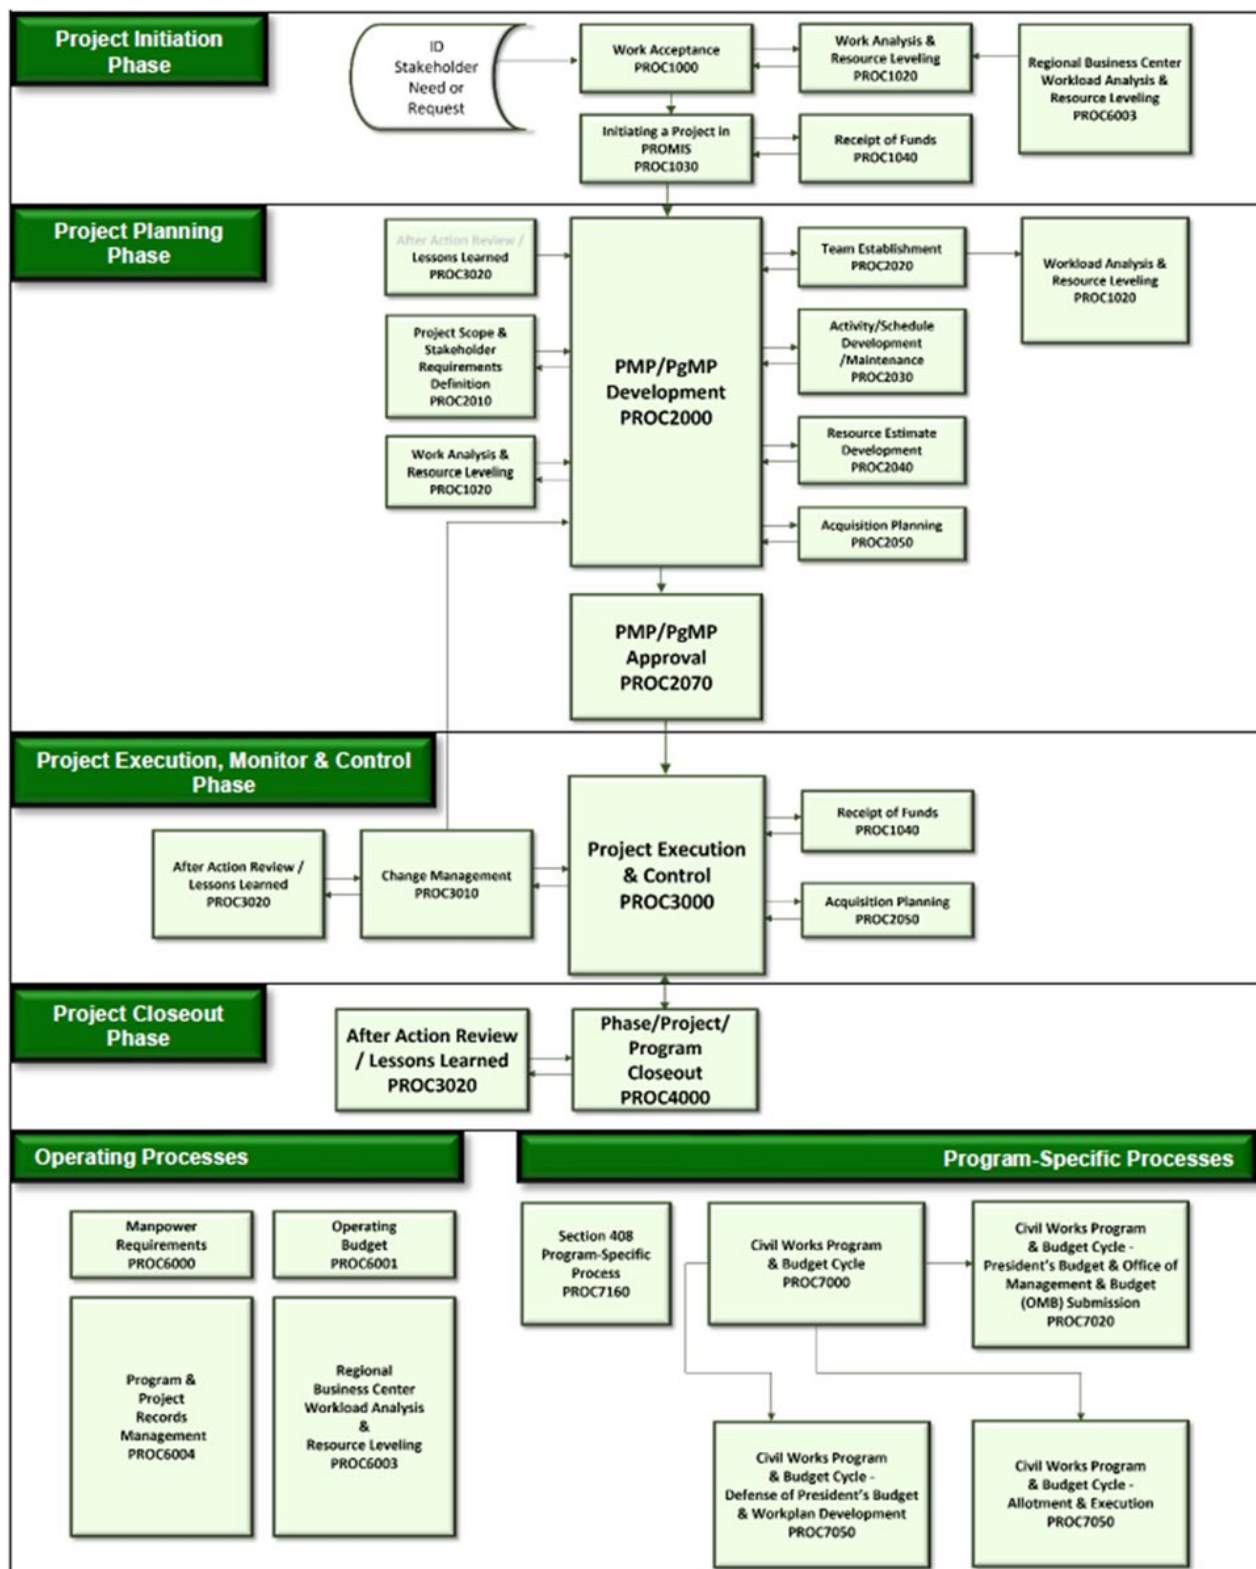 Project Initiation
Phase
ID
Stakeholder
Need or
Request
Work Acceptance
PROC1000
Work Analysis &
Resource Leveling
PROC1020
Regional Business Center
Workload Analysis &
Resource Leveling
PROC6003
Initiating a Project in
PROMIS
PROC1030
Receipt of Funds
PROC1040
Project Planning
Phase
After Action Review /
Lessons Learned
PROC3020
Project Scope &
Stakeholder
Requirements
Definition
PROC2010
Work Analysis &
Resource Leveling
PROC1020
PMP/PgMP
Development
PROC2000
Team Establishment
PROC2020
Workload Analysis &
Resource Leveling
PROC1020
Activity/Schedule
Development
/Maintenance
PROC2030
Resource Estimate
Development
PROC2040
Acquisition Planning
PROC2050
PMP/PgMP
Approval
PROC2070
Project Execution, Monitor & Control
Phase
After Action Review /
Lessons Learned
PROC3020
Change Management
PROC3010
Project Execution
& Control
PROC3000
Receipt of Funds
PROC1040
Acquisition Planning
PROC2050
Project Closeout
Phase
After Action Review
/ Lessons Learned
PROC3020
Phase/Project/
Program
Closeout
PROC4000
Operating Processes
Manpower
Requirements
PROC6000
Operating
Budget
PROC6001
Program &
Project
Records
Management
PROC6004
Regional
Business Center
Workload Analysis
&
Resource Leveling
PROC6003
Program-Specific Processes
Section 408
Program-Specific
Process
PROC7160
Civil Works Program
& Budget Cycle
PROC7000
Civil Works Program
& Budget Cycle -
President's Budget & Office of
Management & Budget
(OMB) Submission
PROC7020
Civil Works Program
& Budget Cycle -
Defense of President's Budget
& Workplan Development
PROC7050
Civil Works Program
& Budget Cycle -
Allotment & Execution
PROC7050